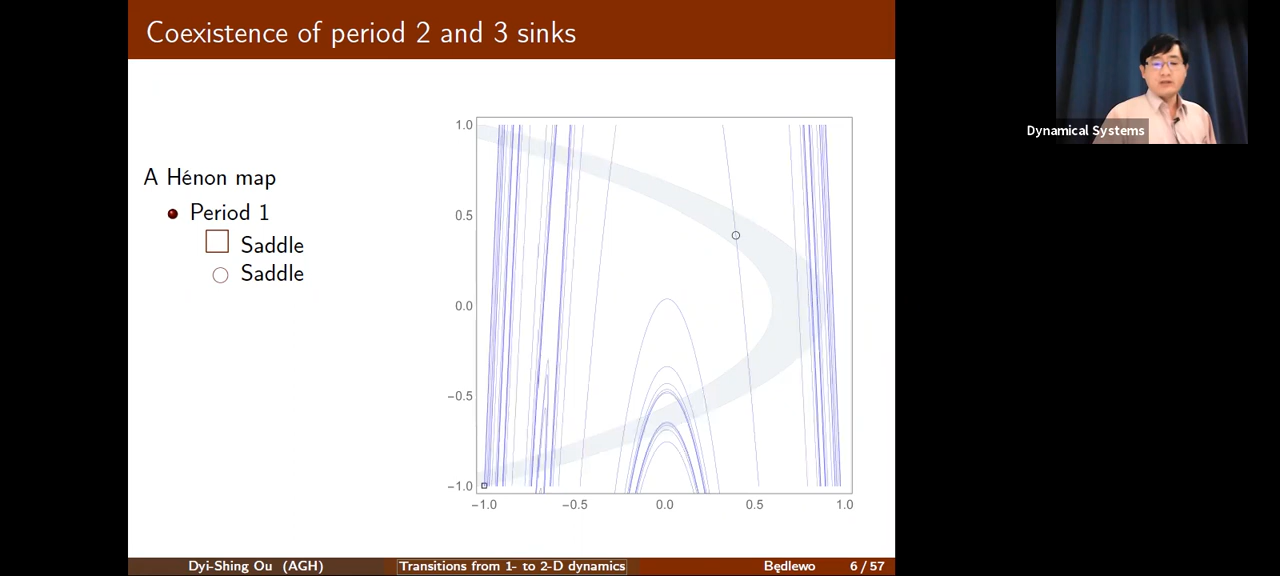 Coexistence of period 2 and 3 sinks
Dynamical Systems
A Hénon map
Period 1
Saddle
Saddle
1.0
0.5
0.0
−0.5
−1.0
−1.0 −0.5 0.0 0.5 1.0
Dyi-Shing Ou (AGH) Transitions from 1- to 2-D dynamics Będlewo 6 / 57